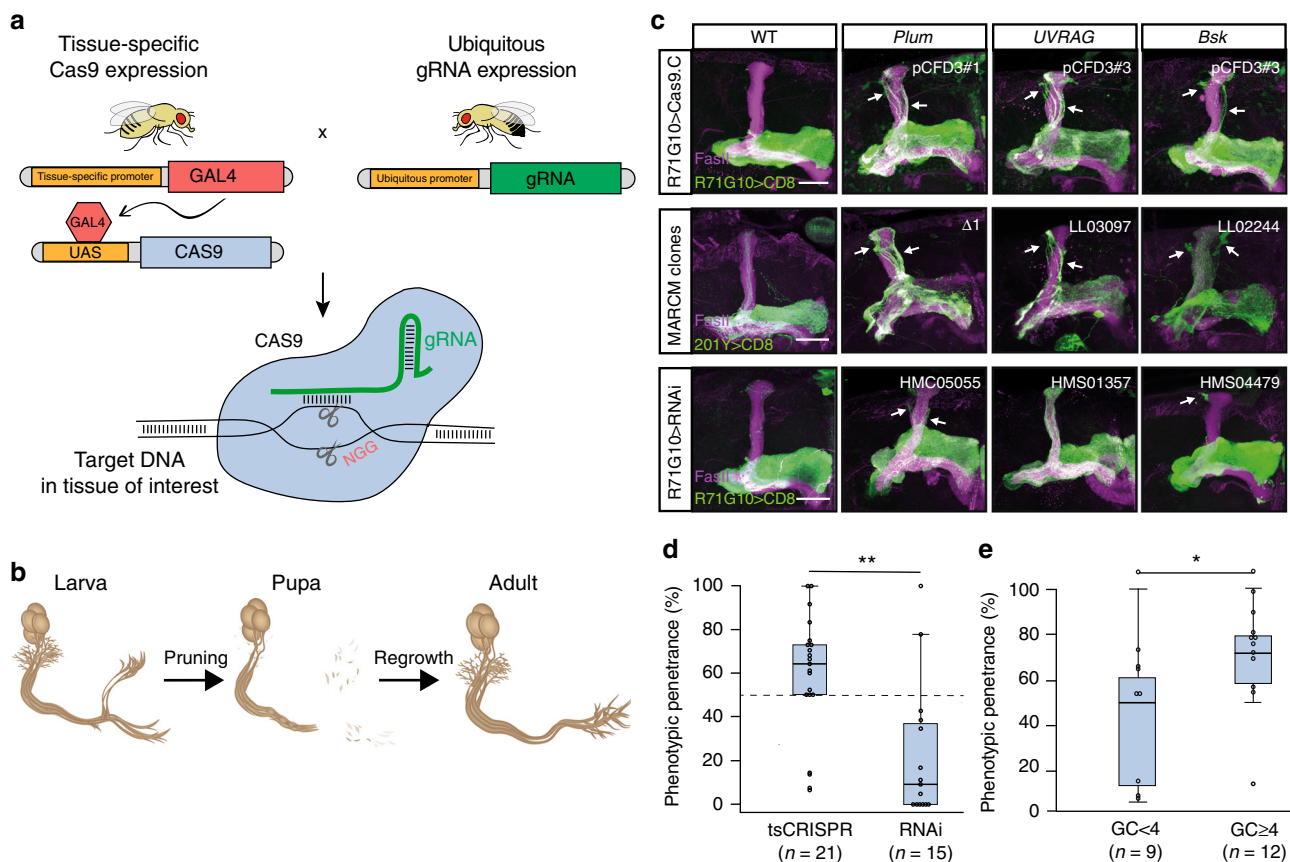 a
Tissue-specific
Cas9 expression
Ubiquitous
gRNA expression
x
Tissue-specific promoter
GAL4
Ubiquitous promoter
gRNA
GAL4
UAS
CAS9
CAS9
gRNA
NGG
Target DNA
in tissue of interest
b
Larva
Pupa
Adult
Pruning
Regrowth
c
WT
Plum
UVRAG
Bsk
R71G10>Cas9.C
pCFD3#1
pCFD3#3
pCFD3#3
FasII
R71G10>CD8
MARCM clones
Δ1
LL03097
LL02244
FasII
201Y>CD8
R71G10>RNAi
HMC05055
HMS01357
HMS04479
FasII
R71G10>CD8
d
**
Phenotypic penetrance (%)
100
80
60
40
20
0
tsCRISPR
(n = 21)
RNAi
(n = 15)
e
*
Phenotypic penetrance (%)
100
80
60
40
20
0
GC<4
(n = 9)
GC≥4
(n = 12)